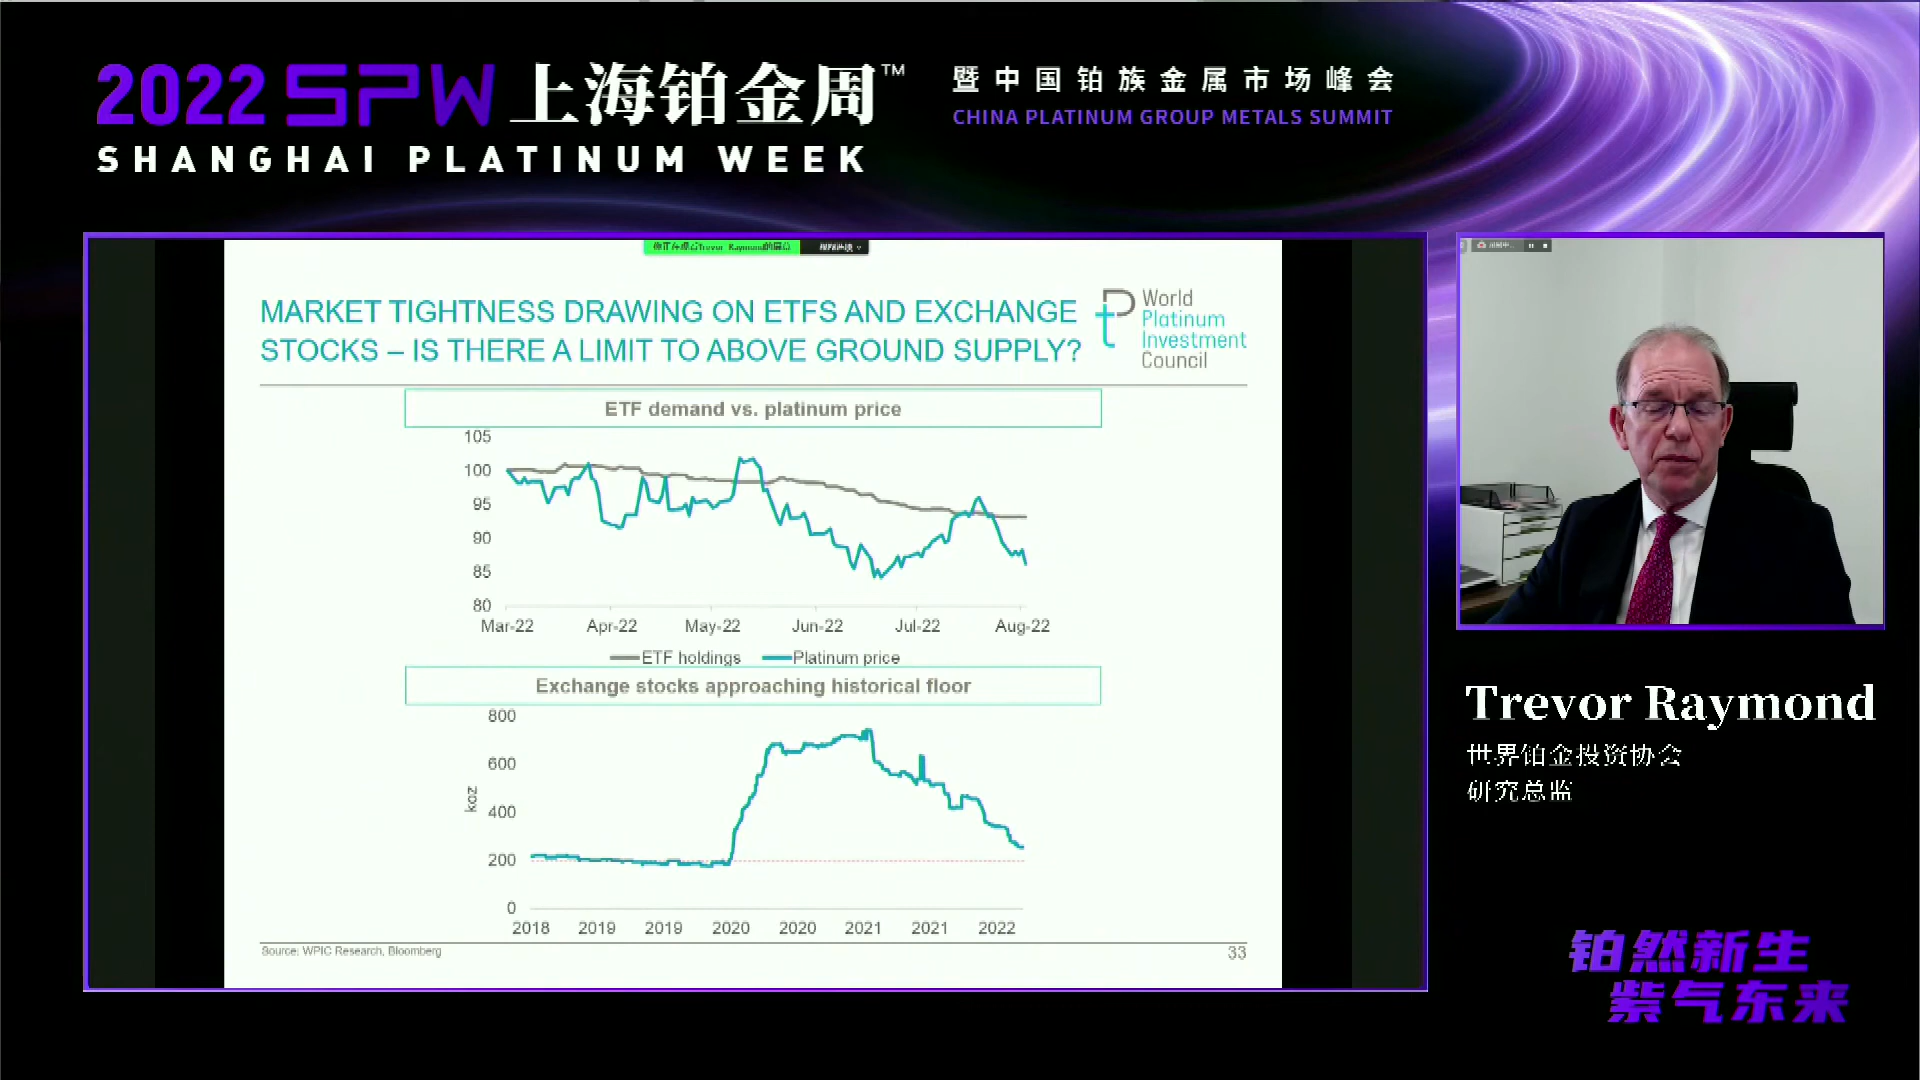 2022 SPW 上海铂金周™
SHANGHAI PLATINUM WEEK
暨中国铂族金属市场峰会
CHINA PLATINUM GROUP METALS SUMMIT
MARKET TIGHTNESS DRAWING ON ETFS AND EXCHANGE
STOCKS – IS THERE A LIMIT TO ABOVE GROUND SUPPLY?
World
Platinum
Investment
Council
ETF demand vs. platinum price
105
100
95
90
85
80
Mar-22 Apr-22 May-22 Jun-22 Jul-22 Aug-22
ETF holdings Platinum price
Exchange stocks approaching historical floor
800
600
400
200
0
koz
2018 2019 2019 2020 2020 2021 2021 2022
Source: WPIC Research, Bloomberg
33
Trevor Raymond
世界铂金投资协会
研究总监
铂然新生
紫气东来